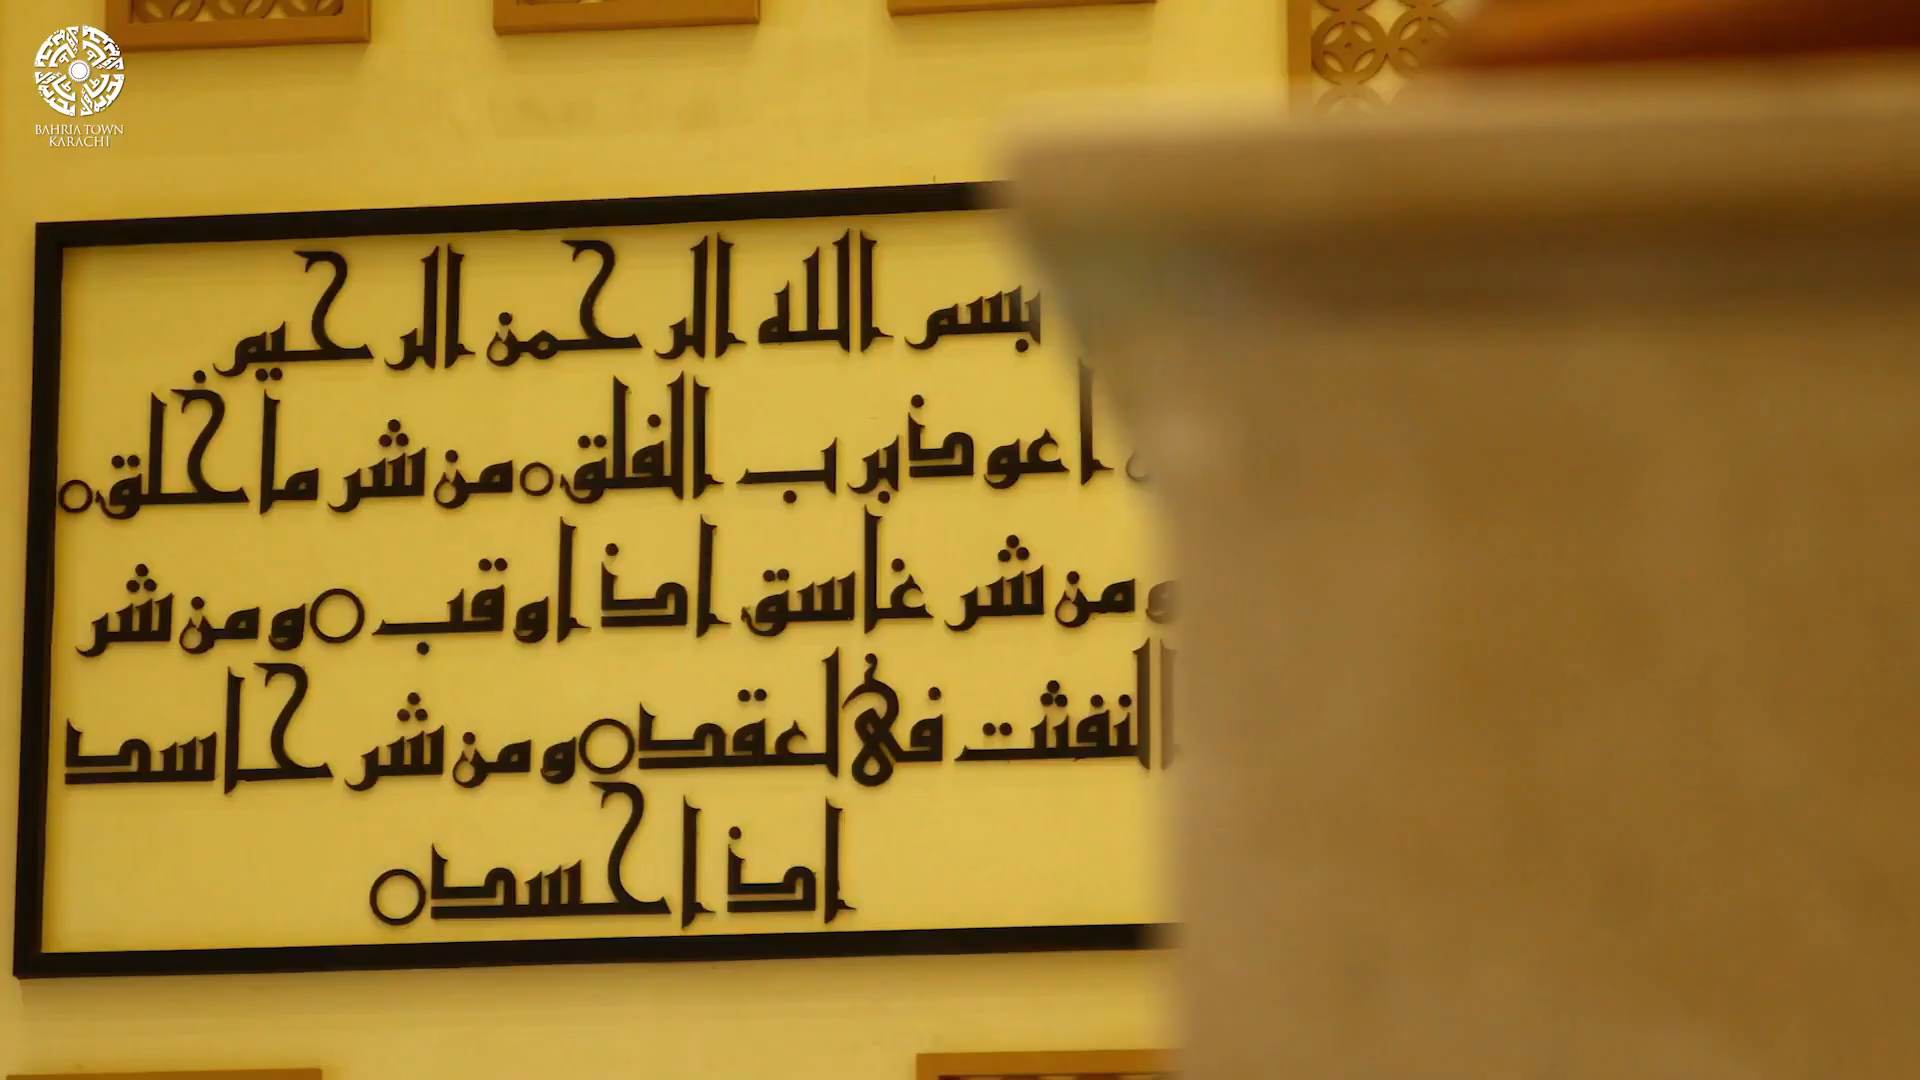 BAHRIA TOWN
KARACHI
بسم الله الرحمن الرحيم
اعوذ برب الفلق ○ من شر ما خلق ○
ومن شر غاسق اذا وقب ○ ومن شر
النفثت فى لعقد ○ ومن شر حاسد
اذا حسد ○